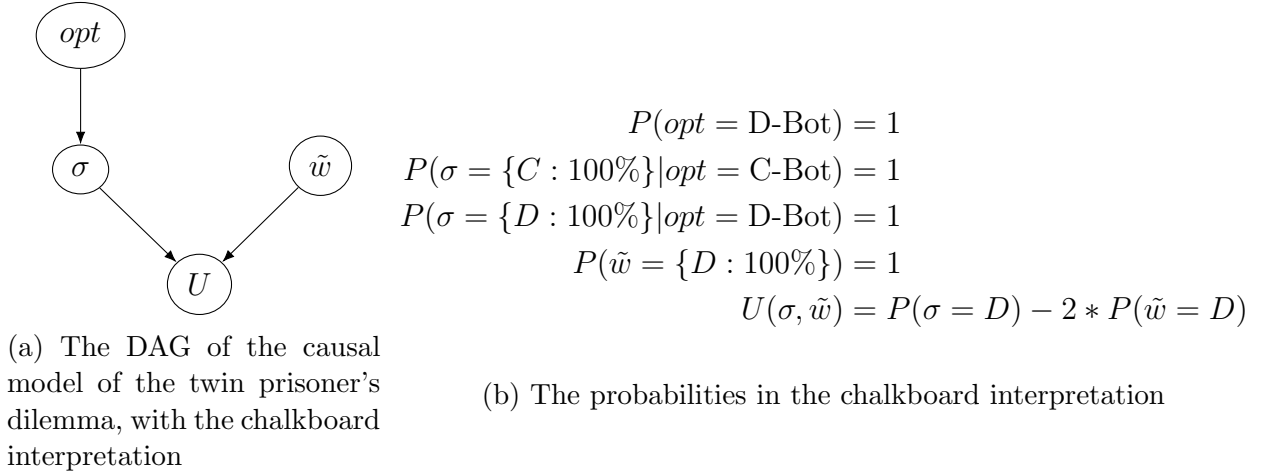 opt
σ
w̃
U
(a) The DAG of the causal
model of the twin prisoner's
dilemma, with the chalkboard
interpretation
P(opt = D-Bot) = 1
P(σ = {C : 100%}|opt = C-Bot) = 1
P(σ = {D : 100%}|opt = D-Bot) = 1
P(w̃ = {D : 100%}) = 1
U(σ, w̃) = P(σ = D) − 2 ∗ P(w̃ = D)
(b) The probabilities in the chalkboard interpretation